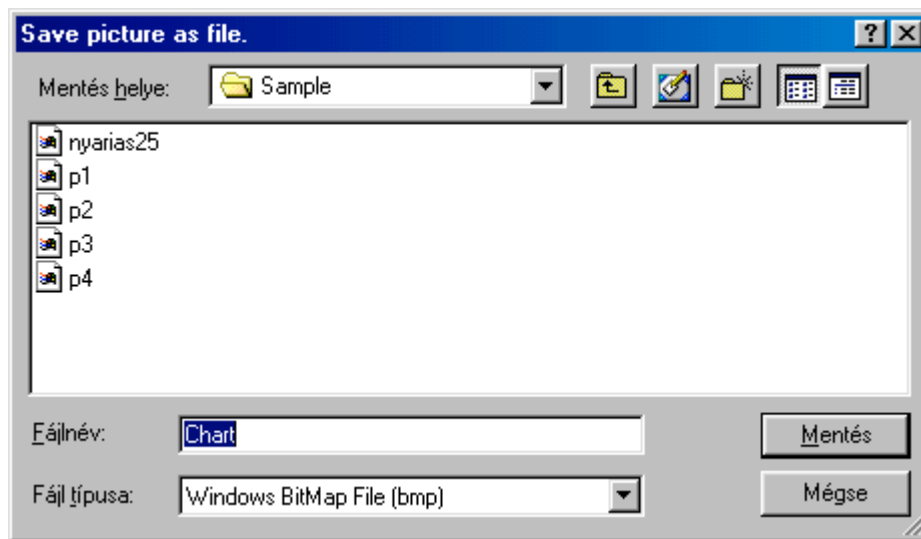 Save picture as file.
Mentés helye: Sample
nyarias25
p1
p2
p3
p4
Fájlnév: Chart Mentés
Fájl típusa: Windows BitMap File (bmp) Mégse